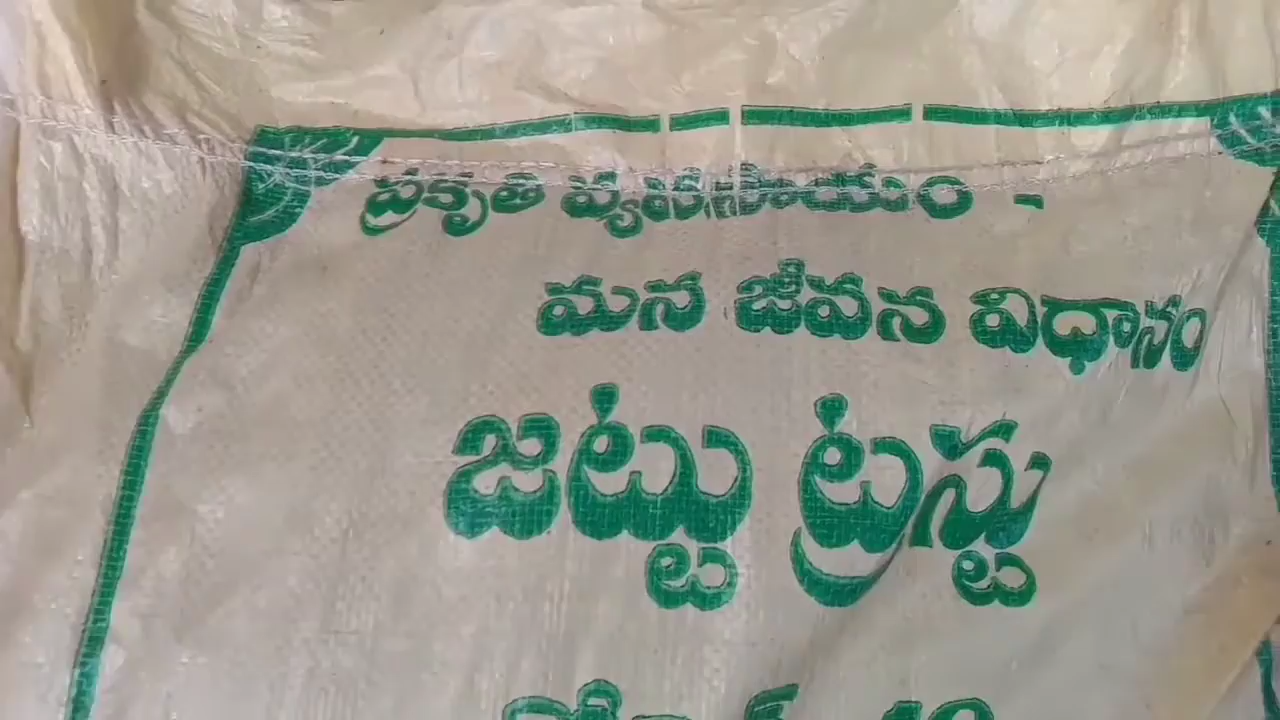 ప్రకృతి వ్యవసాయం -
మన జీవన విధానం
జట్టు ట్రస్టు